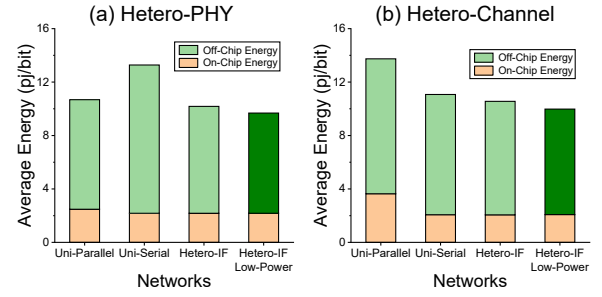 (a) Hetero-PHY
Average Energy (pj/bit)
16
12
8
4
0
Off-Chip Energy
On-Chip Energy
Uni-Parallel
Uni-Serial
Hetero-IF
Hetero-IF
Low-Power
Networks
(b) Hetero-Channel
Average Energy (pj/bit)
16
12
8
4
0
Off-Chip Energy
On-Chip Energy
Uni-Parallel
Uni-Serial
Hetero-IF
Hetero-IF
Low-Power
Networks